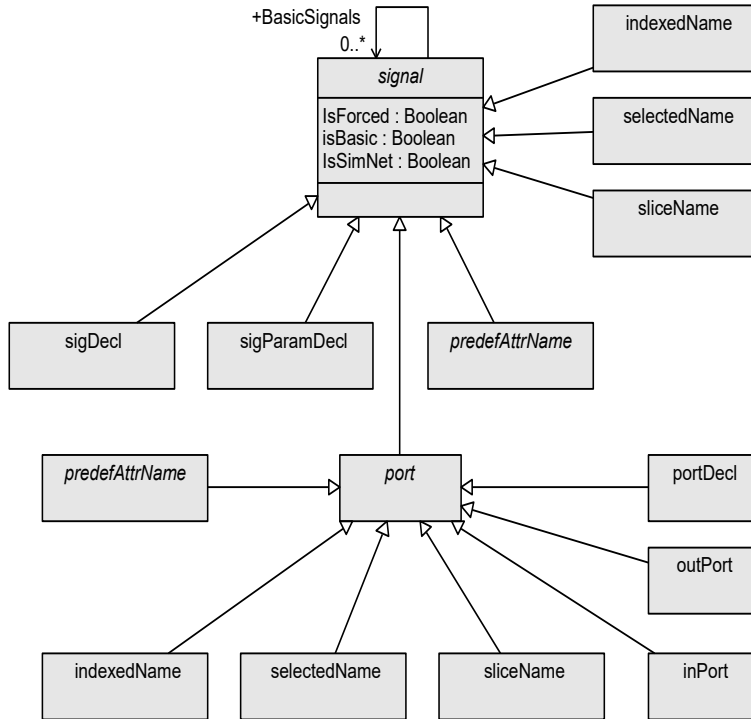 +BasicSignals
0..*
indexedName
signal
IsForced : Boolean
isBasic : Boolean
IsSimNet : Boolean
selectedName
sliceName
sigDecl
sigParamDecl
predefAttrName
predefAttrName
port
portDecl
outPort
indexedName
selectedName
sliceName
inPort